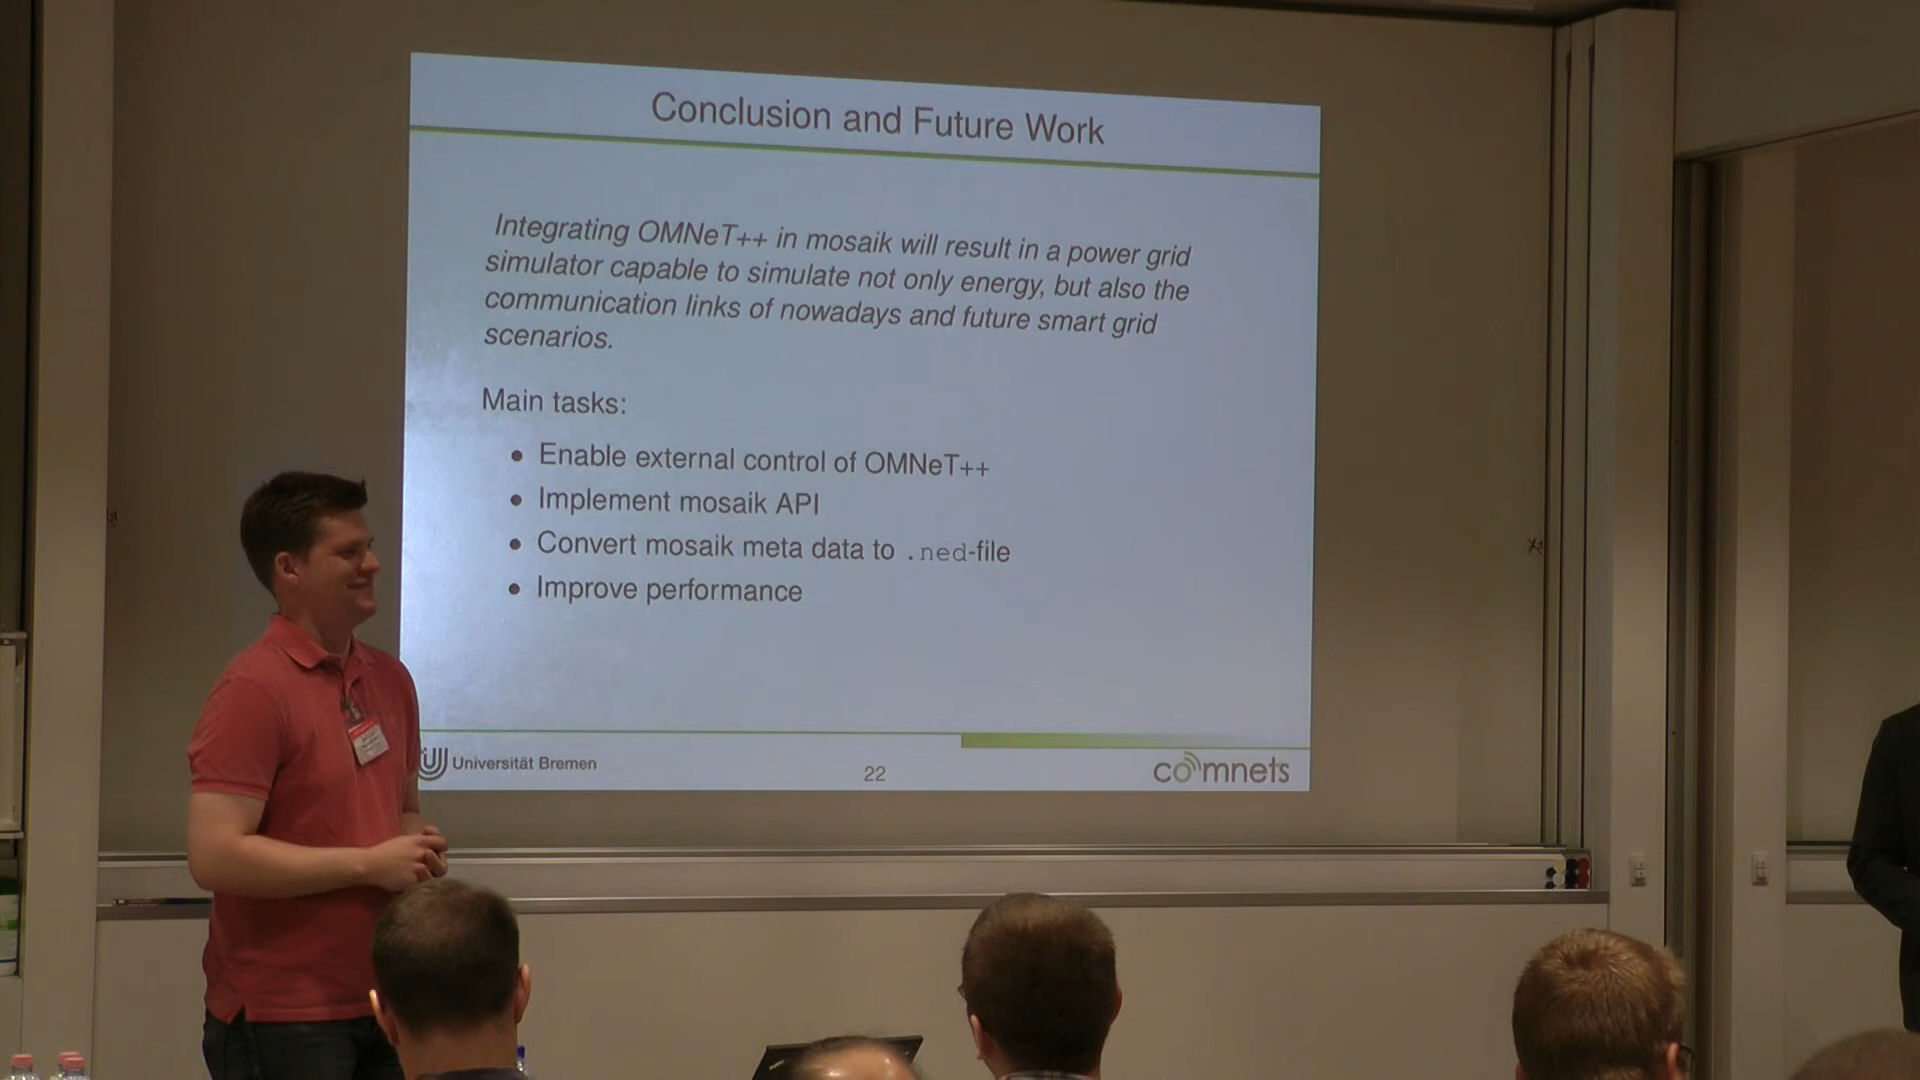 Conclusion and Future Work
Integrating OMNeT++ in mosaik will result in a power grid
simulator capable to simulate not only energy, but also the
communication links of nowadays and future smart grid
scenarios.
Main tasks:
• Enable external control of OMNeT++
• Implement mosaik API
• Convert mosaik meta data to .ned-file
• Improve performance
Universität Bremen
22
comnets